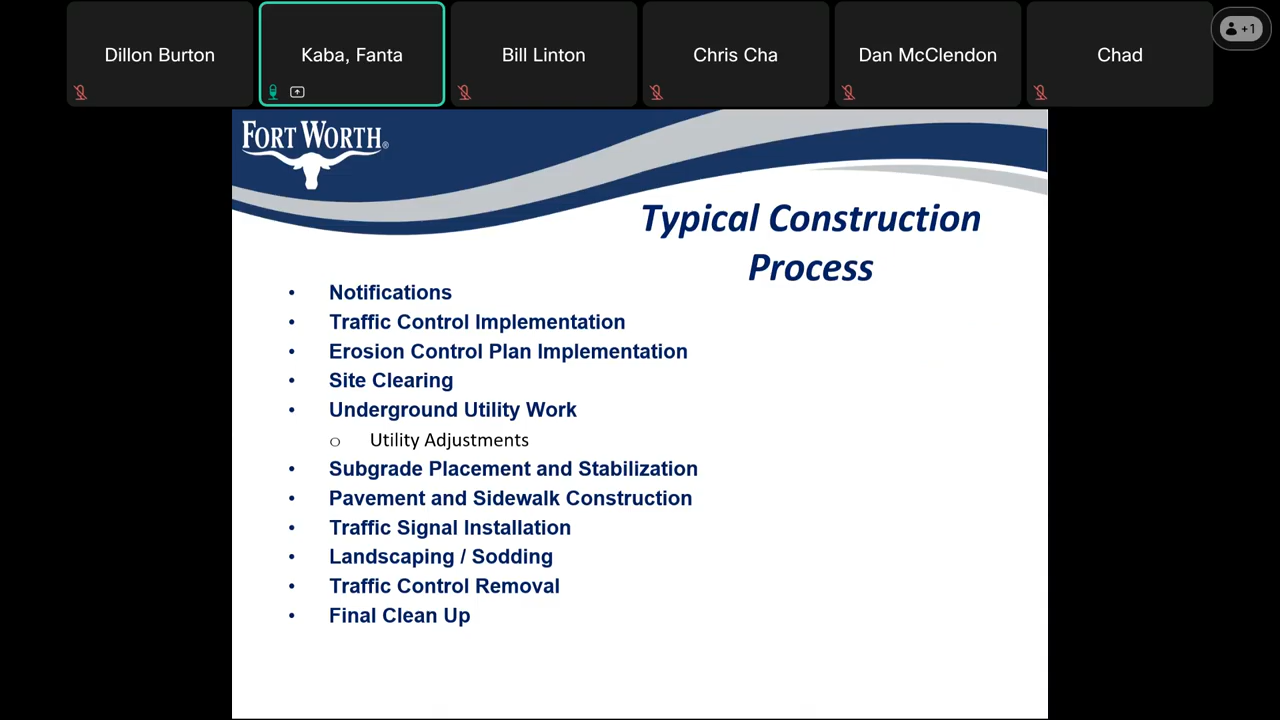 Dillon Burton
Kaba, Fanta
Bill Linton
Chris Cha
Dan McClendon
Chad
+1
FORT WORTH®
Typical Construction
Process
• Notifications
• Traffic Control Implementation
• Erosion Control Plan Implementation
• Site Clearing
• Underground Utility Work
o Utility Adjustments
• Subgrade Placement and Stabilization
• Pavement and Sidewalk Construction
• Traffic Signal Installation
• Landscaping / Sodding
• Traffic Control Removal
• Final Clean Up